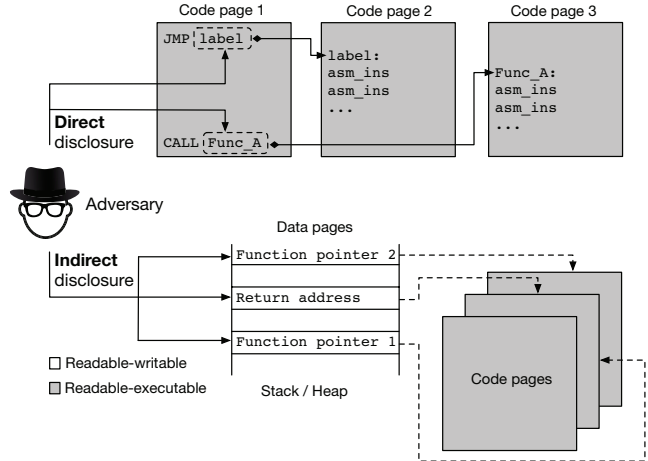 Code page 1
Code page 2
Code page 3
JMP label
label:
asm_ins
asm_ins
...
Func_A:
asm_ins
asm_ins
...
Direct
disclosure
CALL Func_A
Adversary
Data pages
Indirect
disclosure
Function pointer 2
Return address
Function pointer 1
Readable-writable
Readable-executable
Stack / Heap
Code pages